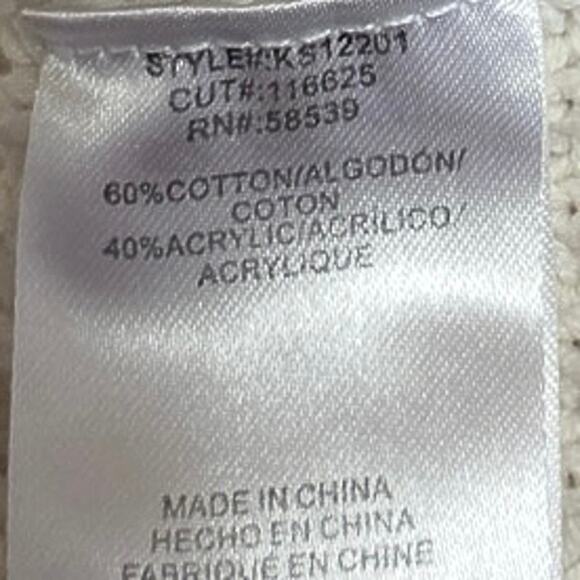 STYLE#:KS12201
CUT#:116625
RN#:58539
60%COTTON/ALGODÓN/
COTON
40%ACRYLIC/ACRÍLICO/
ACRYLIQUE
MADE IN CHINA
HECHO EN CHINA
FABRIQUÉ EN CHINE